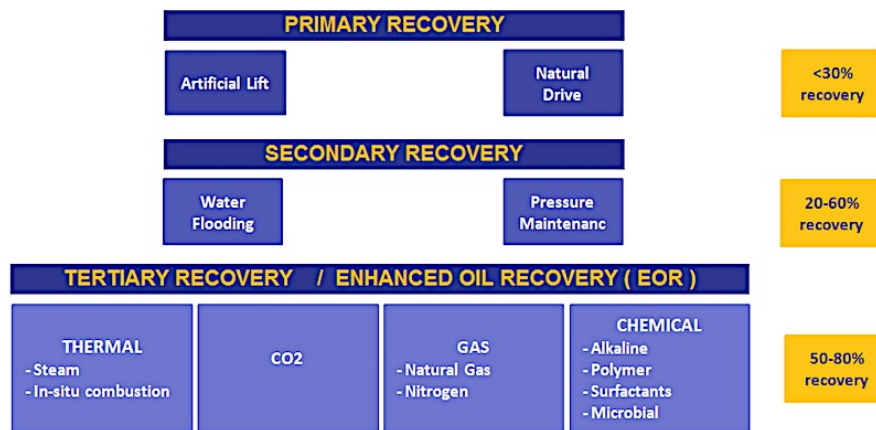 PRIMARY RECOVERY
Artificial Lift
Natural
Drive
<30%
recovery
SECONDARY RECOVERY
Water
Flooding
Pressure
Maintenanc
20-60%
recovery
TERTIARY RECOVERY / ENHANCED OIL RECOVERY ( EOR )
THERMAL
- Steam
- In-situ combustion
CO2
GAS
- Natural Gas
- Nitrogen
CHEMICAL
- Alkaline
- Polymer
- Surfactants
- Microbial
50-80%
recovery